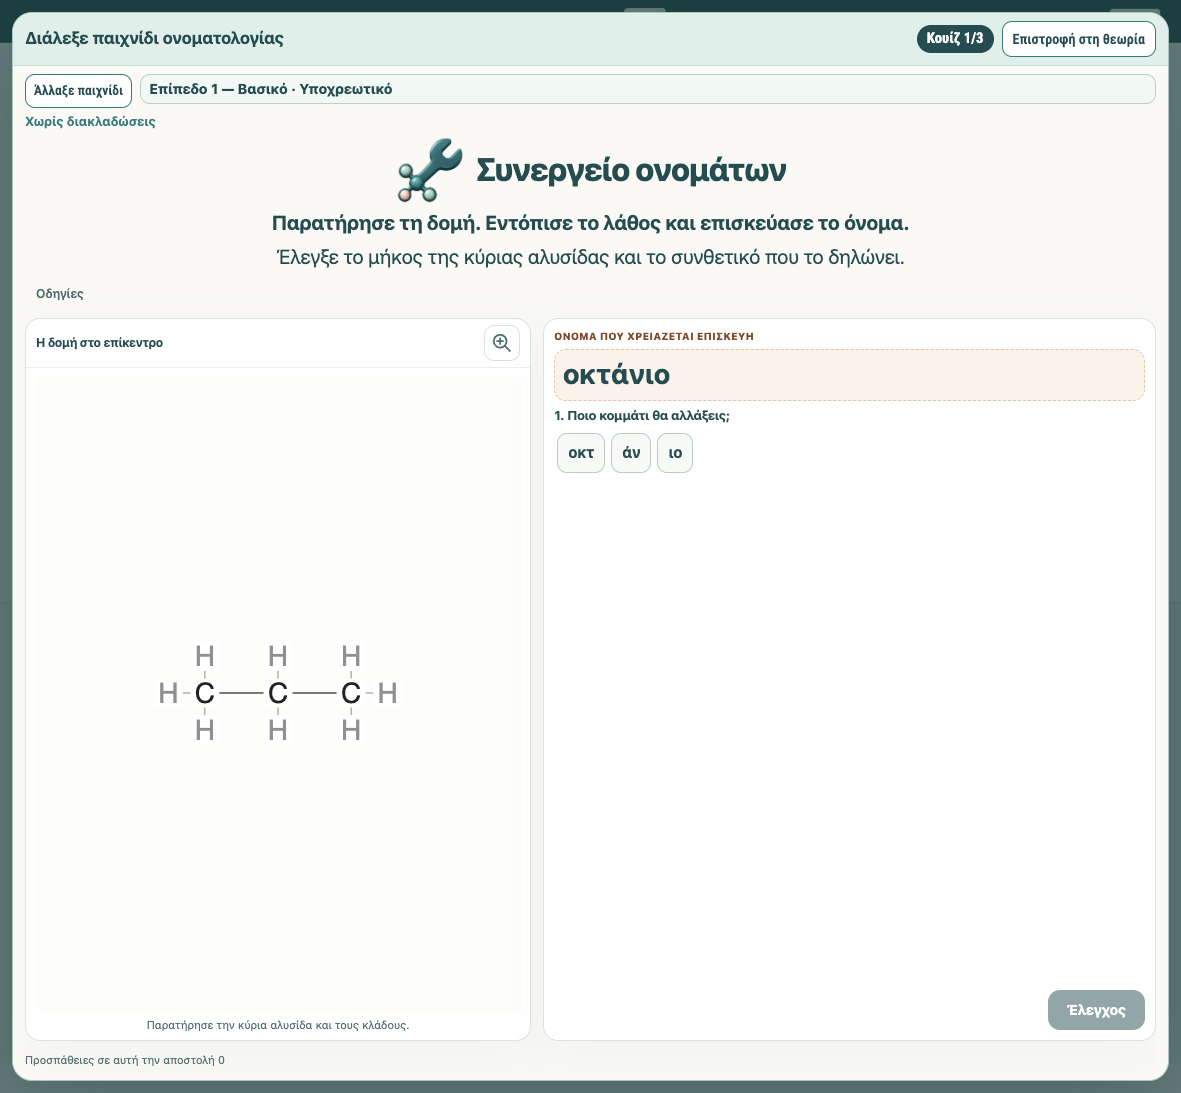 Διάλεξε παιχνίδι ονοματολογίας
Κουίζ 1/3
Επιστροφή στη θεωρία
Άλλαξε παιχνίδι
Επίπεδο 1 — Βασικό · Υποχρεωτικό
Χωρίς διακλαδώσεις
Συνεργείο ονομάτων
Παρατήρησε τη δομή. Εντόπισε το λάθος και επισκεύασε το όνομα.
Έλεγξε το μήκος της κύριας αλυσίδας και το συνθετικό που το δηλώνει.
Οδηγίες
Η δομή στο επίκεντρο
H H H
H C C C H
H H H
Παρατήρησε την κύρια αλυσίδα και τους κλάδους.
ΟΝΟΜΑ ΠΟΥ ΧΡΕΙΑΖΕΤΑΙ ΕΠΙΣΚΕΥΗ
οκτάνιο
1. Ποιο κομμάτι θα αλλάξεις;
οκτ άν ιο
Έλεγχος
Προσπάθειες σε αυτή την αποστολή 0